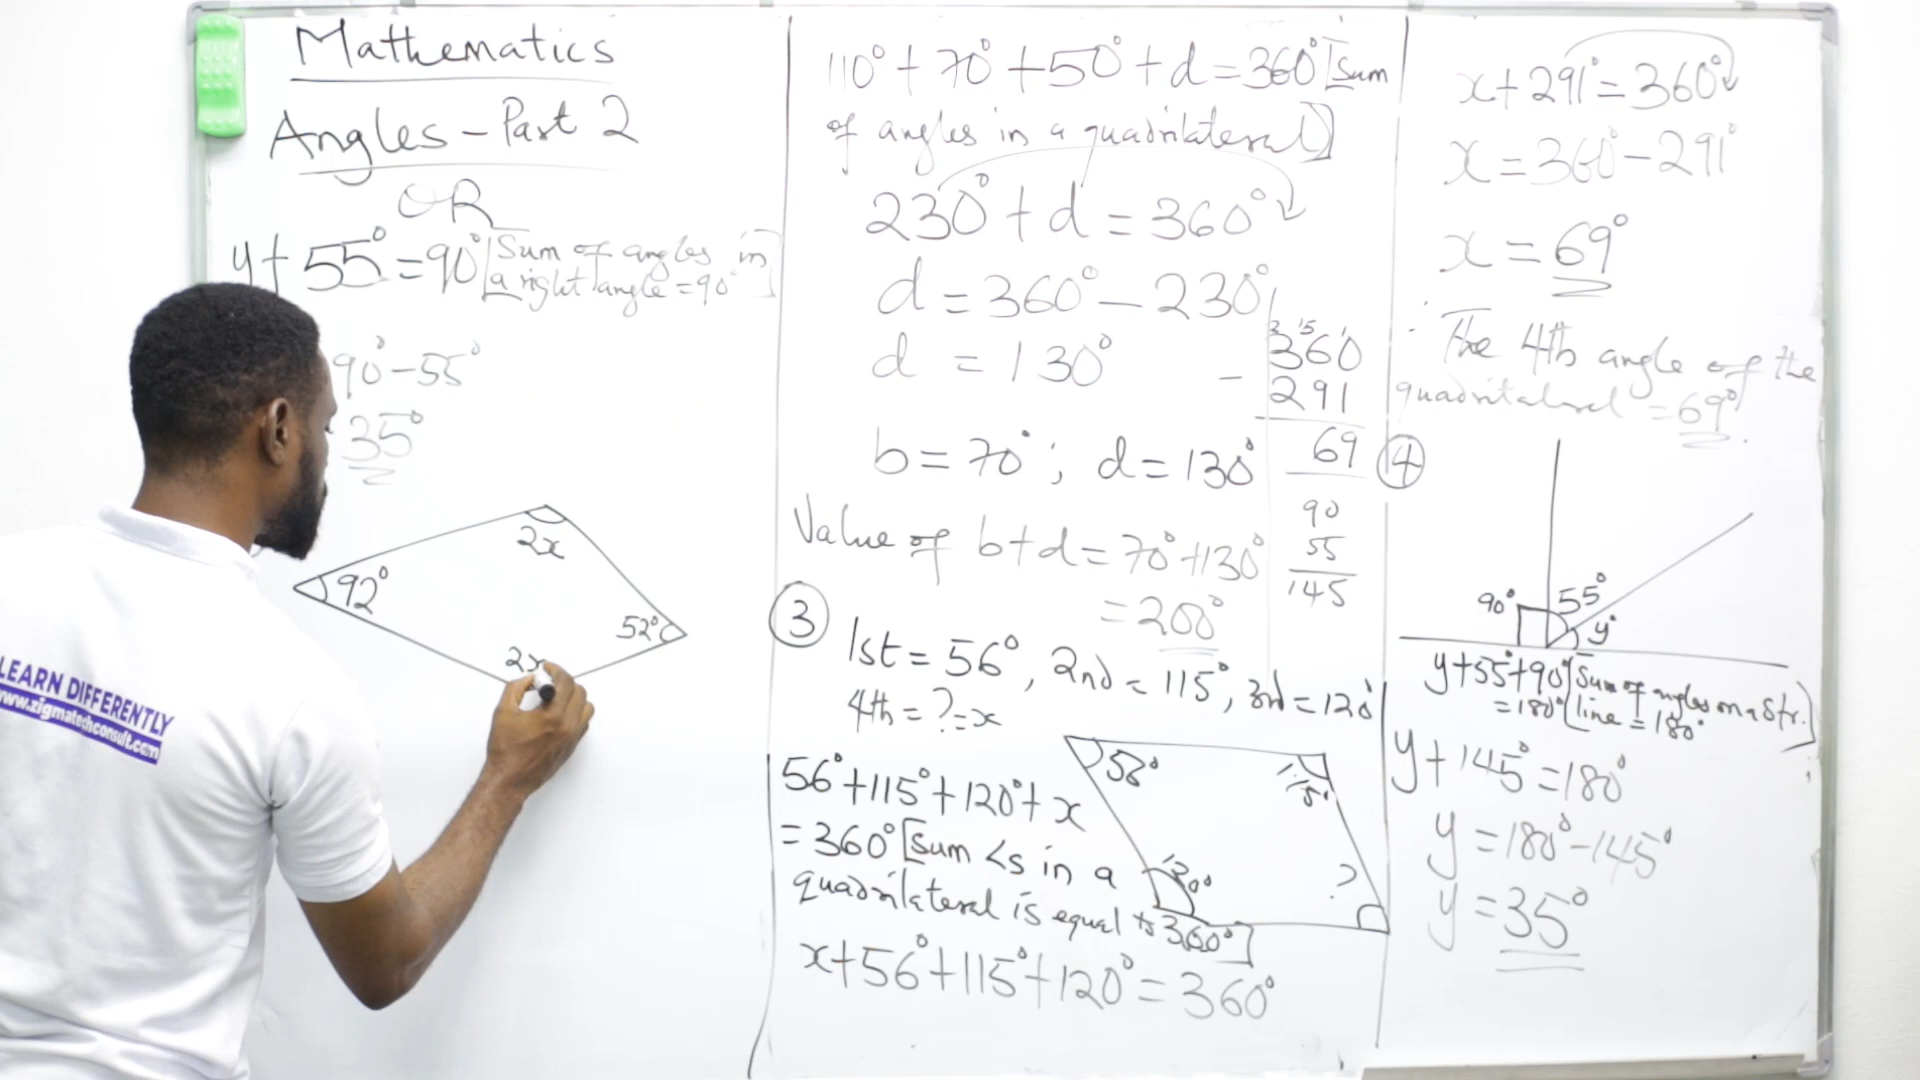 Mathematics
Angles - Part 2
OR
y + 55° = 90° [Sum of angles in
a right angle = 90°]
90° - 55°
35°
2x
92°
52°
2x
LEARN DIFFERENTLY
www.zigmatechconsult.com
110° + 70° + 50° + d = 360° [Sum
of angles in a quadrilateral]
230° + d = 360°
d = 360° - 230°
d = 130°
b = 70° ; d = 130°
Value of b + d = 70° + 130°
= 200°
360
- 291
69
90
55
145
3
1st = 56°, 2nd = 115°, 3rd = 120°
4th = ? = x
56° + 115° + 120° + x
= 360° [Sum <s in a
quadrilateral is equal to 360°]
x + 56° + 115° + 120° = 360°
56°
115°
120°
?
x + 291° = 360°
x = 360° - 291°
x = 69°
∴ The 4th angle of the
quadrilateral = 69°.
4
90°
55°
y°
y + 55° + 90° [Sum of angles on a str.
= 180° line = 180°]
y + 145° = 180°
y = 180° - 145°
y = 35°